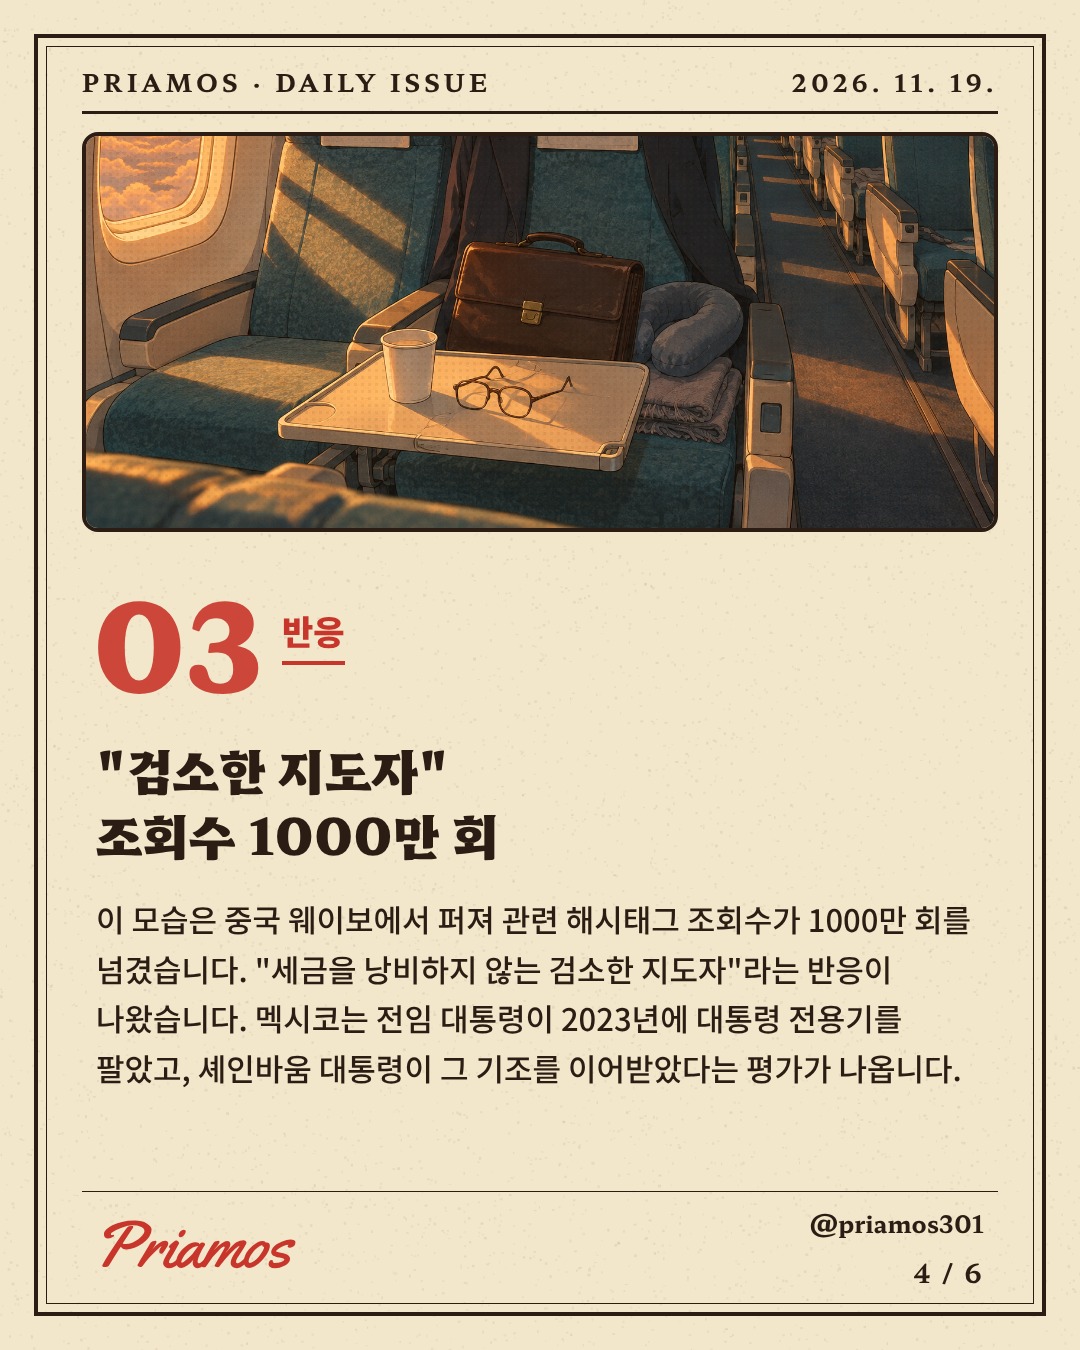 PRIAMOS · DAILY ISSUE
2026. 11. 19.
03
반응
"검소한 지도자"
조회수 1000만 회
이 모습은 중국 웨이보에서 퍼져 관련 해시태그 조회수가 1000만 회를
넘겼습니다. "세금을 낭비하지 않는 검소한 지도자"라는 반응이
나왔습니다. 멕시코는 전임 대통령이 2023년에 대통령 전용기를
팔았고, 셰인바움 대통령이 그 기조를 이어받았다는 평가가 나옵니다.
Priamos
@priamos301
4 / 6